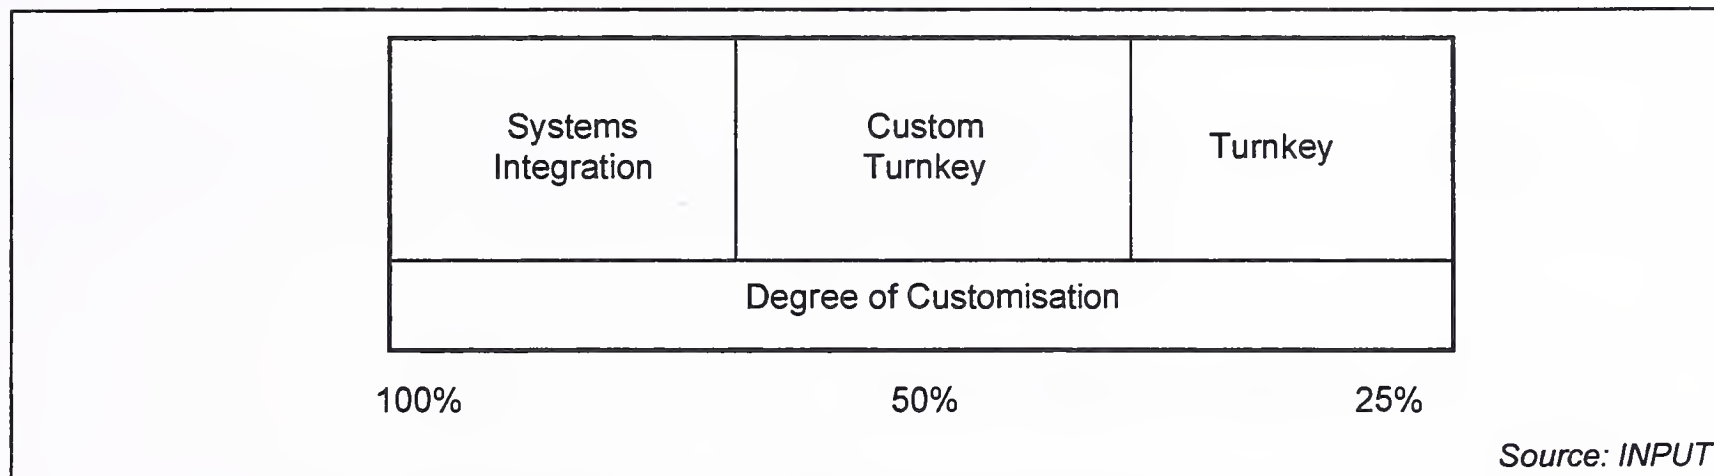 Systems
Integration
Custom
Turnkey
Turnkey
Degree of Customisation
100% 50% 25%
Source: INPUT